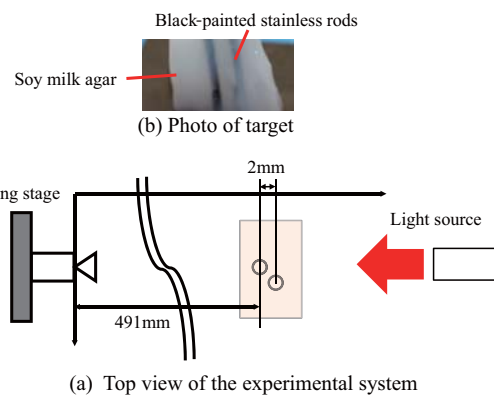 Black-painted stainless rods
Soy milk agar
(b) Photo of target
2mm
ng stage
Light source
491mm
(a) Top view of the experimental system